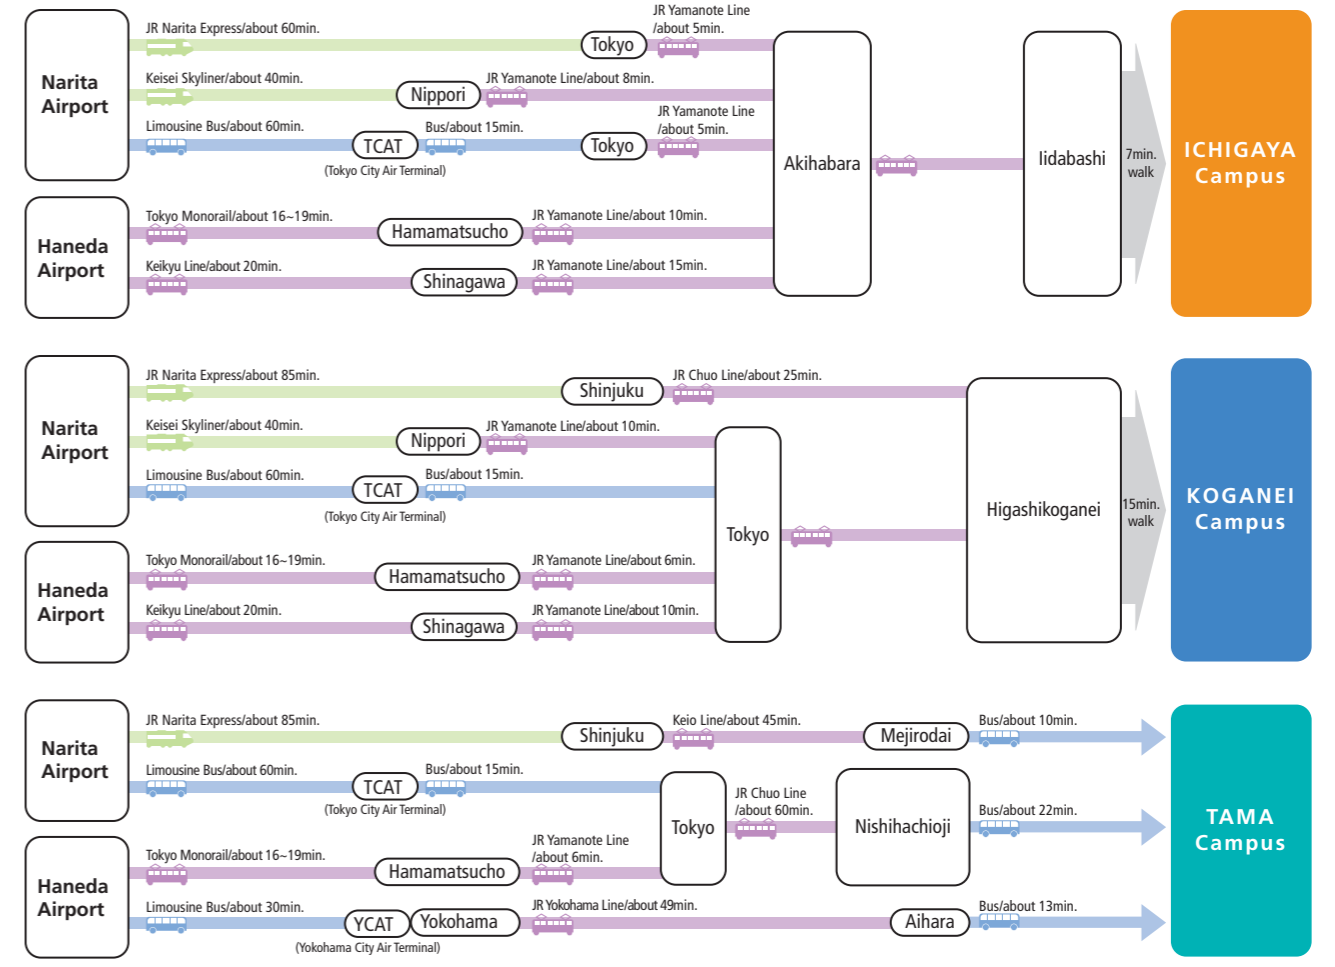 JR Narita Express/about 60min.
Tokyo
JR Yamanote Line
/about 5min.
Narita
Airport
Keisei Skyliner/about 40min.
Nippori
JR Yamanote Line/about 8min.
Limousine Bus/about 60min.
TCAT
(Tokyo City Air Terminal)
Bus/about 15min.
Tokyo
JR Yamanote Line
/about 5min.
Haneda
Airport
Tokyo Monorail/about 16~19min.
Hamamatsucho
JR Yamanote Line/about 10min.
Keikyu Line/about 20min.
Shinagawa
JR Yamanote Line/about 15min.
Akihabara
Iidabashi
7min.
walk
ICHIGAYA
Campus
Narita
Airport
JR Narita Express/about 85min.
Shinjuku
JR Chuo Line/about 25min.
Keisei Skyliner/about 40min.
Nippori
JR Yamanote Line/about 10min.
Limousine Bus/about 60min.
TCAT
(Tokyo City Air Terminal)
Bus/about 15min.
Haneda
Airport
Tokyo Monorail/about 16~19min.
Hamamatsucho
JR Yamanote Line/about 6min.
Keikyu Line/about 20min.
Shinagawa
JR Yamanote Line/about 10min.
Tokyo
Higashikoganei
15min.
walk
KOGANEI
Campus
Narita
Airport
JR Narita Express/about 85min.
Shinjuku
Keio Line/about 45min.
Mejirodai
Bus/about 10min.
Limousine Bus/about 60min.
TCAT
(Tokyo City Air Terminal)
Bus/about 15min.
Tokyo
JR Chuo Line
/about 60min.
Nishihachioji
Bus/about 22min.
Haneda
Airport
Tokyo Monorail/about 16~19min.
Hamamatsucho
JR Yamanote Line
/about 6min.
Limousine Bus/about 30min.
YCAT
(Yokohama City Air Terminal)
Yokohama
JR Yokohama Line/about 49min.
Aihara
Bus/about 13min.
TAMA
Campus